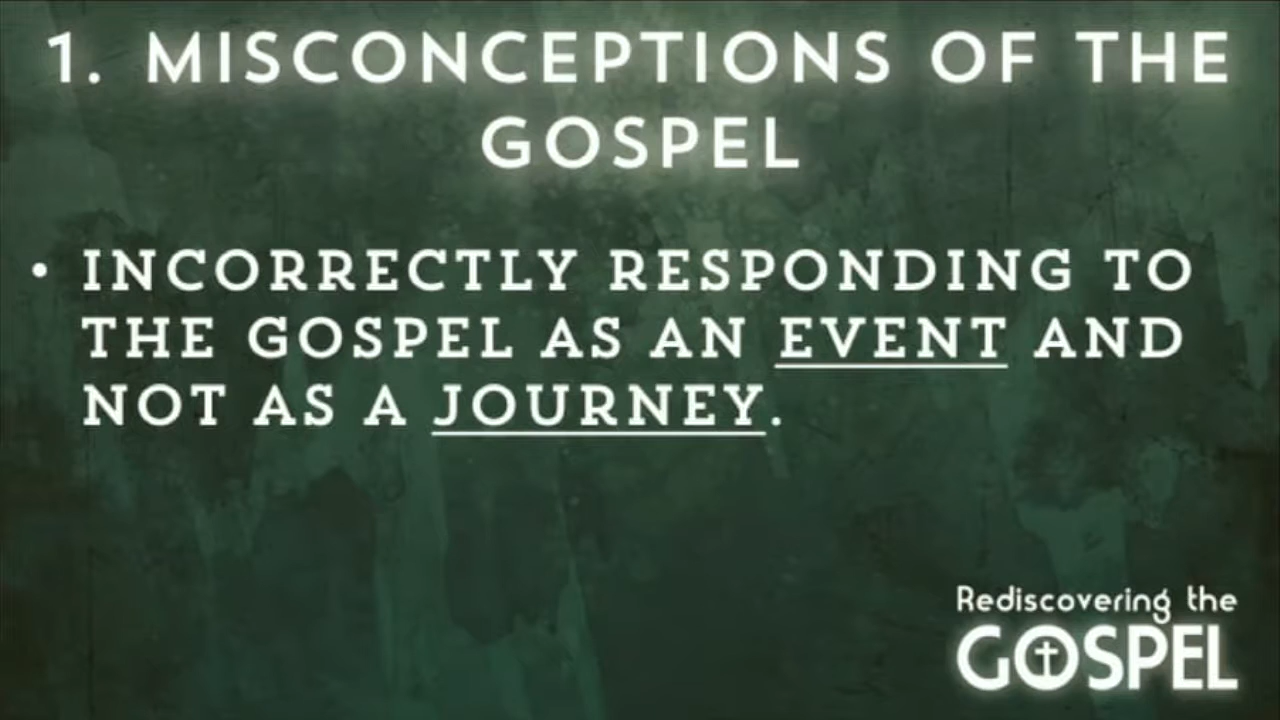 1. MISCONCEPTIONS OF THE
GOSPEL
• INCORRECTLY RESPONDING TO
THE GOSPEL AS AN EVENT AND
NOT AS A JOURNEY.
Rediscovering the
GOSPEL